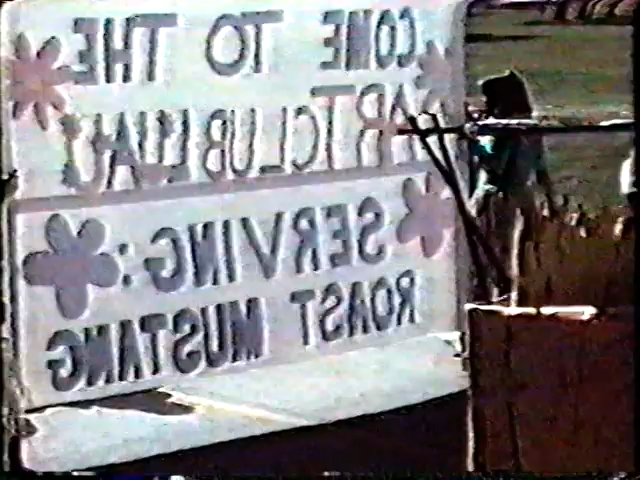 COME TO THE
ART CLUB LUAU
SERVING:
ROAST MUSTANG